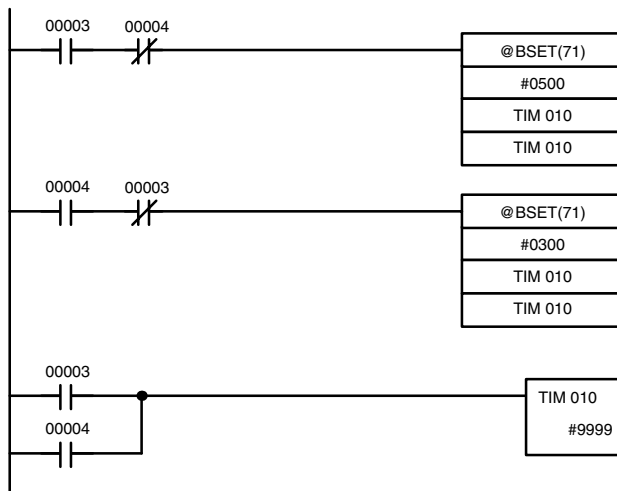 00003 00004
@BSET(71)
#0500
TIM 010
TIM 010
00004 00003
@BSET(71)
#0300
TIM 010
TIM 010
00003
TIM 010
00004
#9999